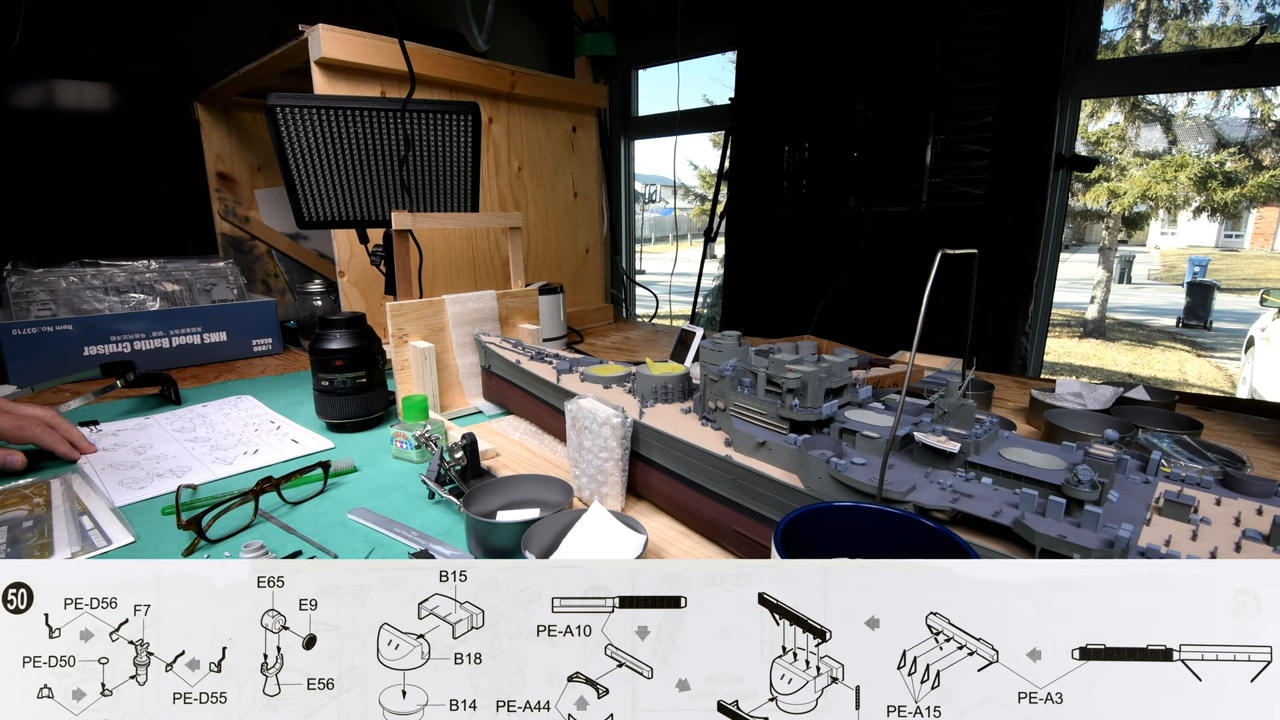 Item No.:03710
HMS Hood Battle Cruiser
1/200
SCALE
50
PE-D56
F7
PE-D50
PE-D55
E65
E9
E56
B15
B18
B14
PE-A10
PE-A44
PE-A15
PE-A3